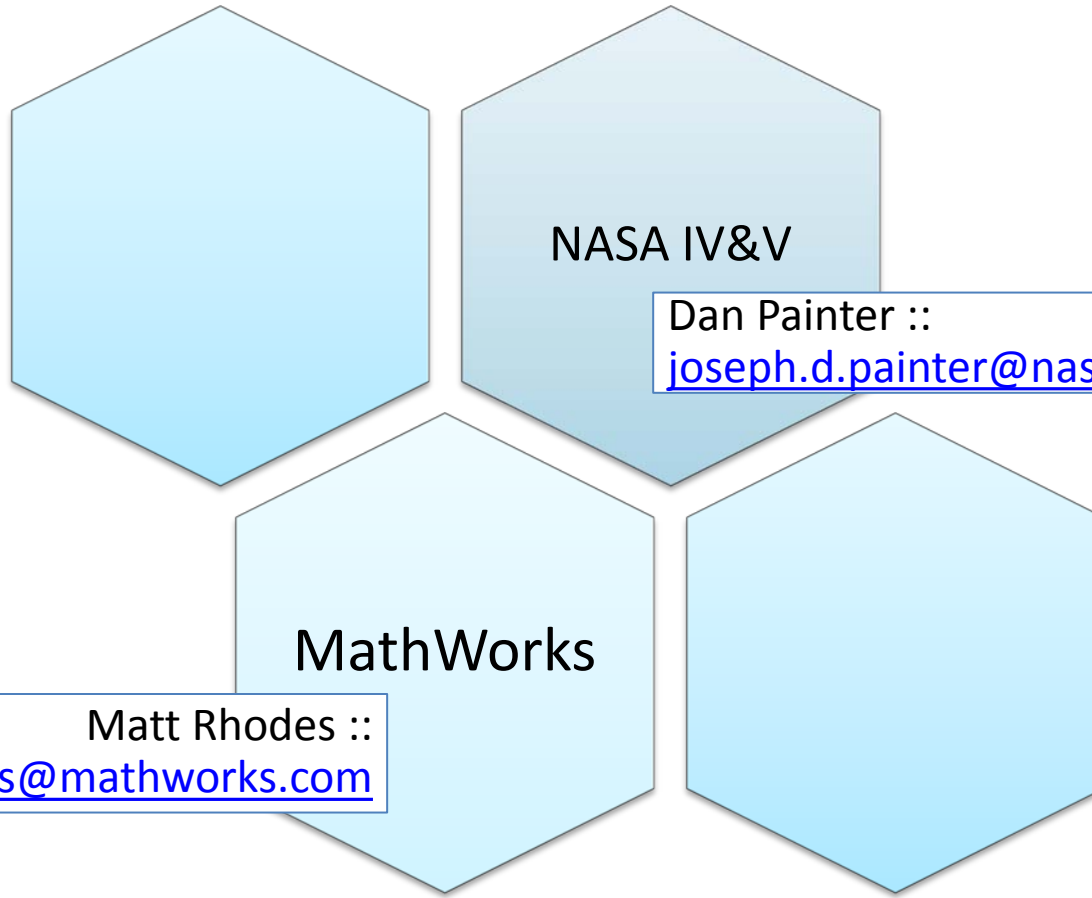 NASA IV&V
Dan Painter ::
joseph.d.painter@nas
MathWorks
Matt Rhodes ::
s@mathworks.com